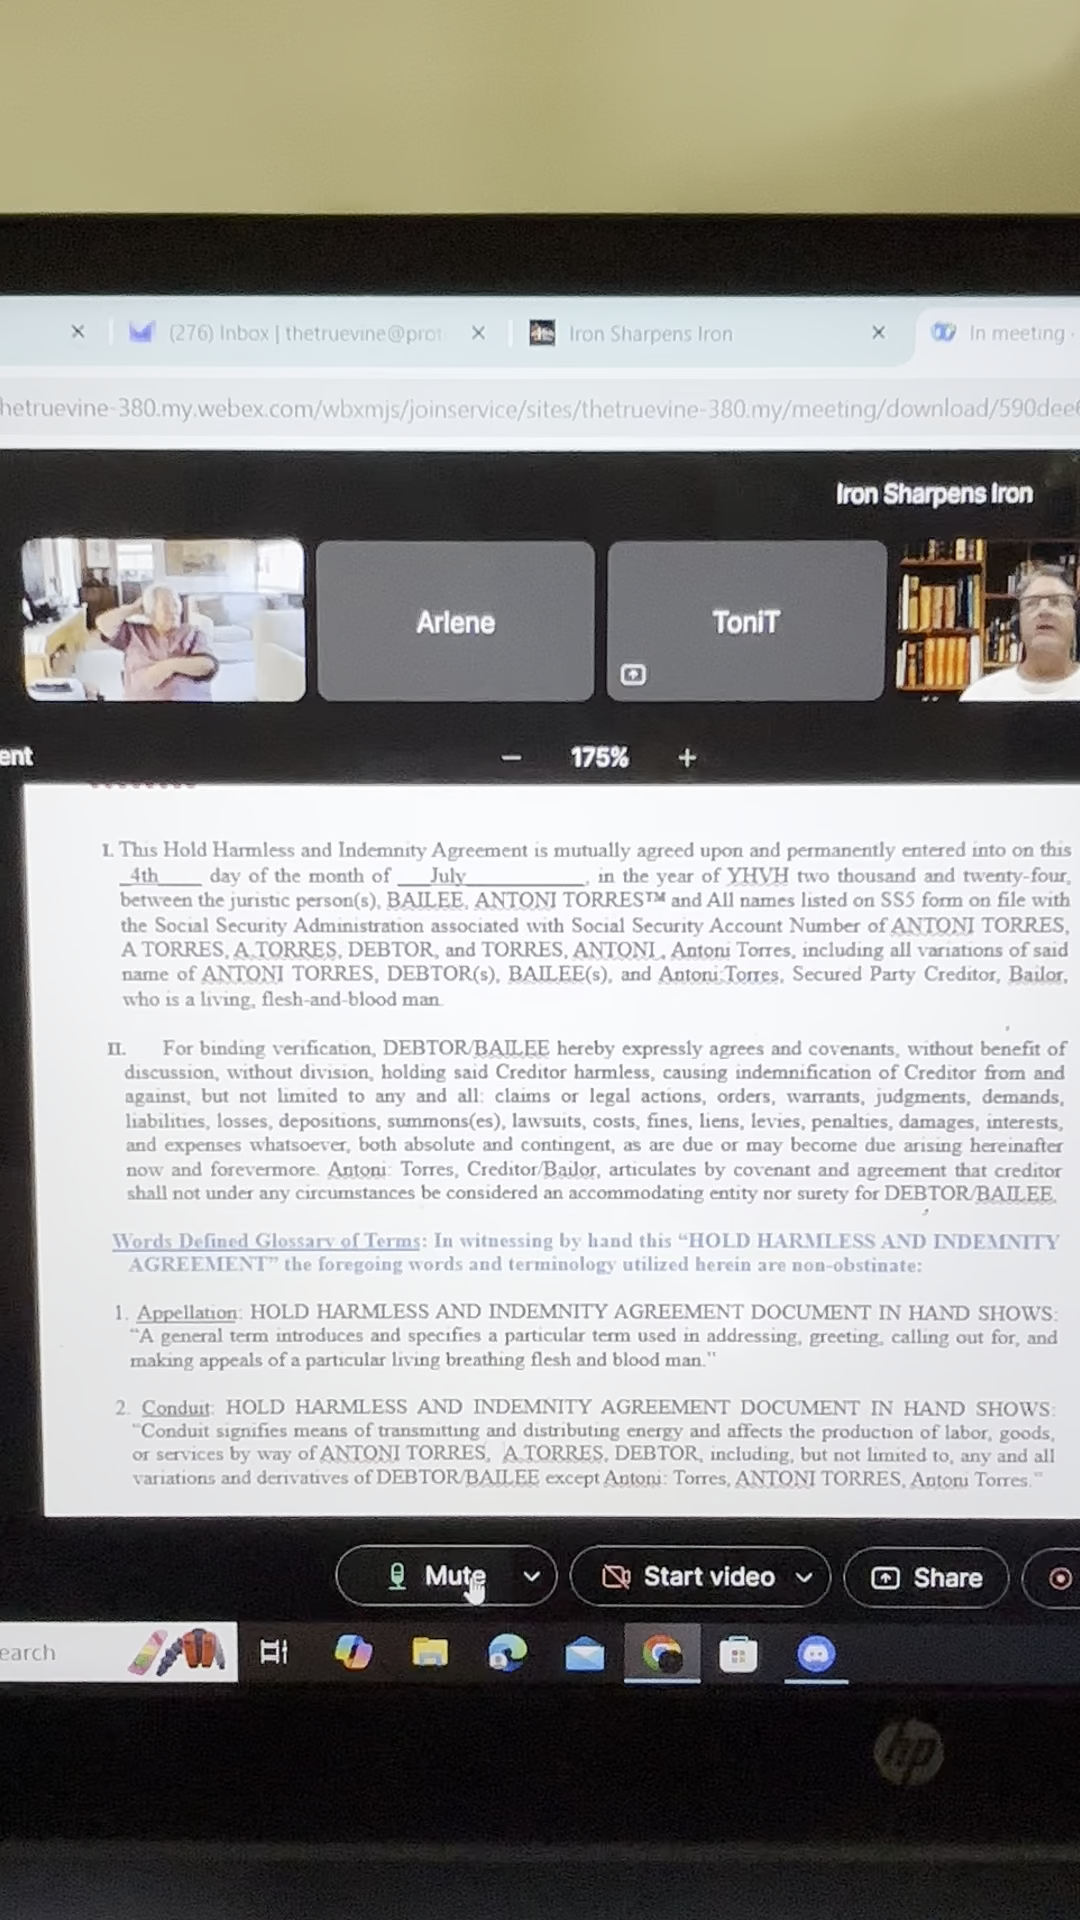 (276) Inbox | thetruevine@prot
Iron Sharpens Iron
In meeting
hetruevine-380.my.webex.com/wbxmjs/joinservice/sites/thetruevine-380.my/meeting/download/590dee
Iron Sharpens Iron
Arlene
ToniT
ent
175%
I. This Hold Harmless and Indemnity Agreement is mutually agreed upon and permanently entered into on this
_4th____ day of the month of ___July____________, in the year of YHVH two thousand and twenty-four,
between the juristic person(s), BAILEE, ANTONI TORRES™ and All names listed on SS5 form on file with
the Social Security Administration associated with Social Security Account Number of ANTONI TORRES,
A TORRES, A.TORRES, DEBTOR, and TORRES, ANTONI., Antoni Torres, including all variations of said
name of ANTONI TORRES, DEBTOR(s), BAILEE(s), and Antoni:Torres, Secured Party Creditor, Bailor,
who is a living, flesh-and-blood man.
II. For binding verification, DEBTOR/BAILEE hereby expressly agrees and covenants, without benefit of
discussion, without division, holding said Creditor harmless, causing indemnification of Creditor from and
against, but not limited to any and all: claims or legal actions, orders, warrants, judgments, demands,
liabilities, losses, depositions, summons(es), lawsuits, costs, fines, liens, levies, penalties, damages, interests,
and expenses whatsoever, both absolute and contingent, as are due or may become due arising hereinafter
now and forevermore. Antoni: Torres, Creditor/Bailor, articulates by covenant and agreement that creditor
shall not under any circumstances be considered an accommodating entity nor surety for DEBTOR/BAILEE.
Words Defined Glossary of Terms: In witnessing by hand this “HOLD HARMLESS AND INDEMNITY
AGREEMENT” the foregoing words and terminology utilized herein are non-obstinate:
1. Appellation: HOLD HARMLESS AND INDEMNITY AGREEMENT DOCUMENT IN HAND SHOWS:
“A general term introduces and specifies a particular term used in addressing, greeting, calling out for, and
making appeals of a particular living breathing flesh and blood man.”
2. Conduit: HOLD HARMLESS AND INDEMNITY AGREEMENT DOCUMENT IN HAND SHOWS:
“Conduit signifies means of transmitting and distributing energy and affects the production of labor, goods,
or services by way of ANTONI TORRES, A.TORRES, DEBTOR, including, but not limited to, any and all
variations and derivatives of DEBTOR/BAILEE except Antoni: Torres, ANTONI TORRES, Antoni Torres.”
Mute
Start video
Share
earch
hp